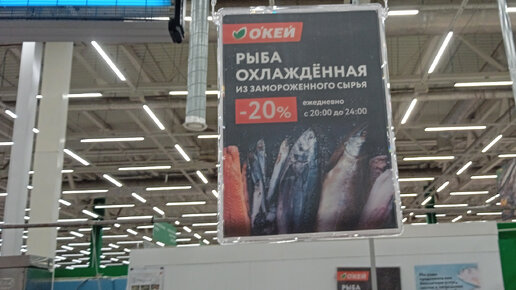 О'КЕЙ
РЫБА
ОХЛАЖДЁННАЯ
ИЗ ЗАМОРОЖЕННОГО СЫРЬЯ
-20%
ежедневно
с 20:00 до 24:00
О'КЕЙ
РЫБА